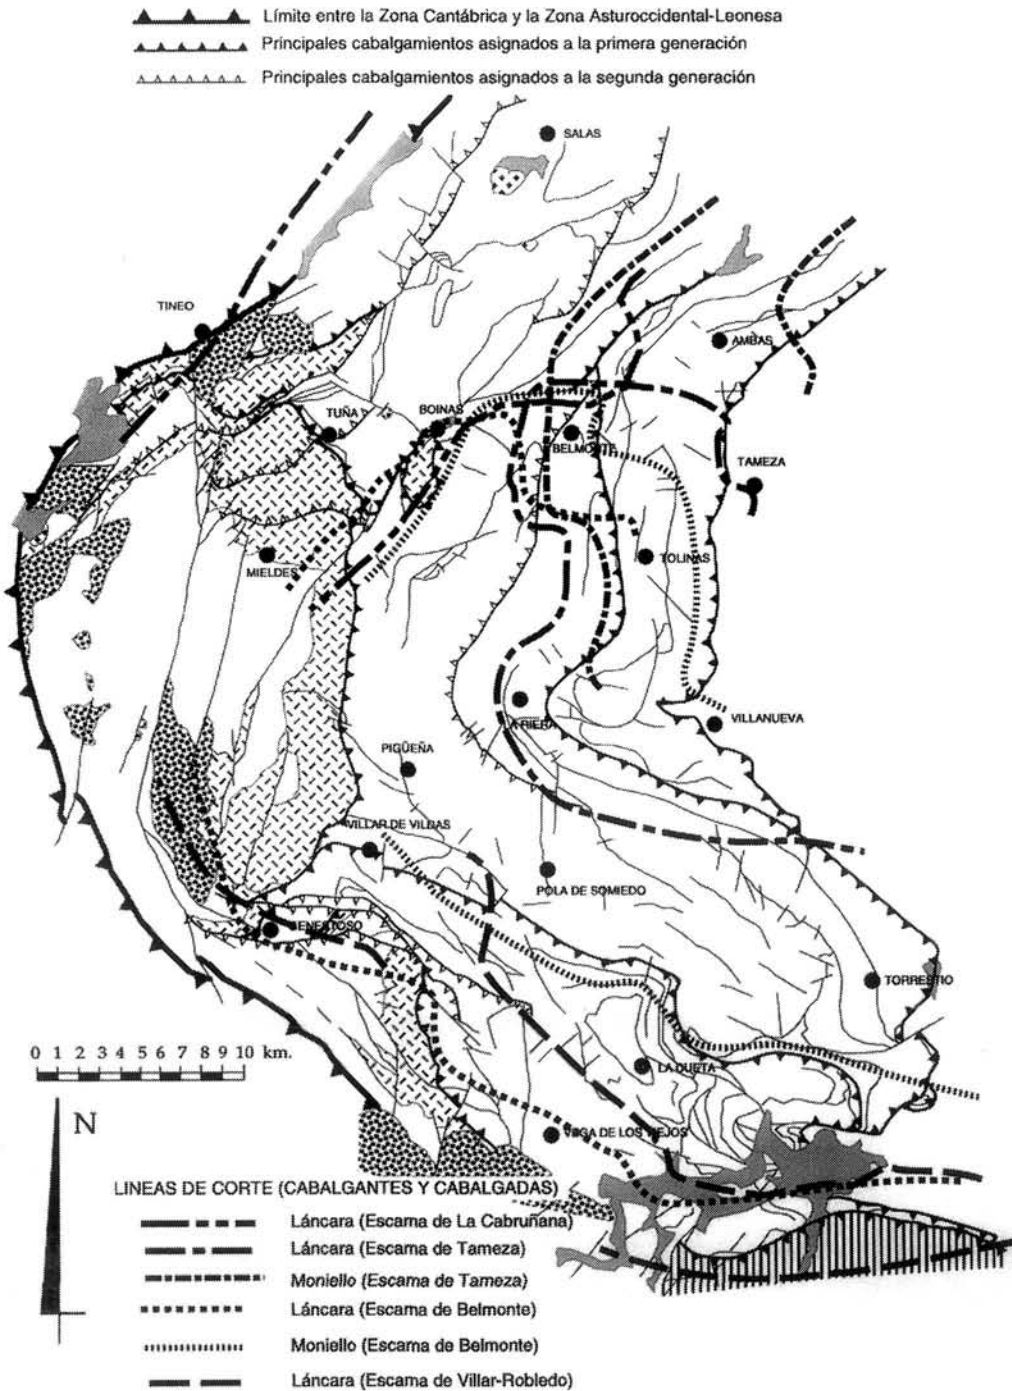 Límite entre la Zona Cantábrica y la Zona Asturoccidental-Leonesa
Principales cabalgamientos asignados a la primera generación
Principales cabalgamientos asignados a la segunda generación
SALAS
TINEO
AMBAS
TUÑA
BOINAS
BELMONTE
TAMEZA
MIELDES
TOLINAS
VILLANUEVA
PIGÜEÑA
VILLAR DE VILDAS
POLA DE SOMIEDO
TORRESTIO
0 1 2 3 4 5 6 7 8 9 10 km.
LA CUETA
N
VEGA DE LOS VIEJOS
LINEAS DE CORTE (CABALGANTES Y CABALGADAS)
Láncara (Escama de La Cabruñana)
Láncara (Escama de Tameza)
Moniello (Escama de Tameza)
Láncara (Escama de Belmonte)
Moniello (Escama de Belmonte)
Láncara (Escama de Villar-Robledo)